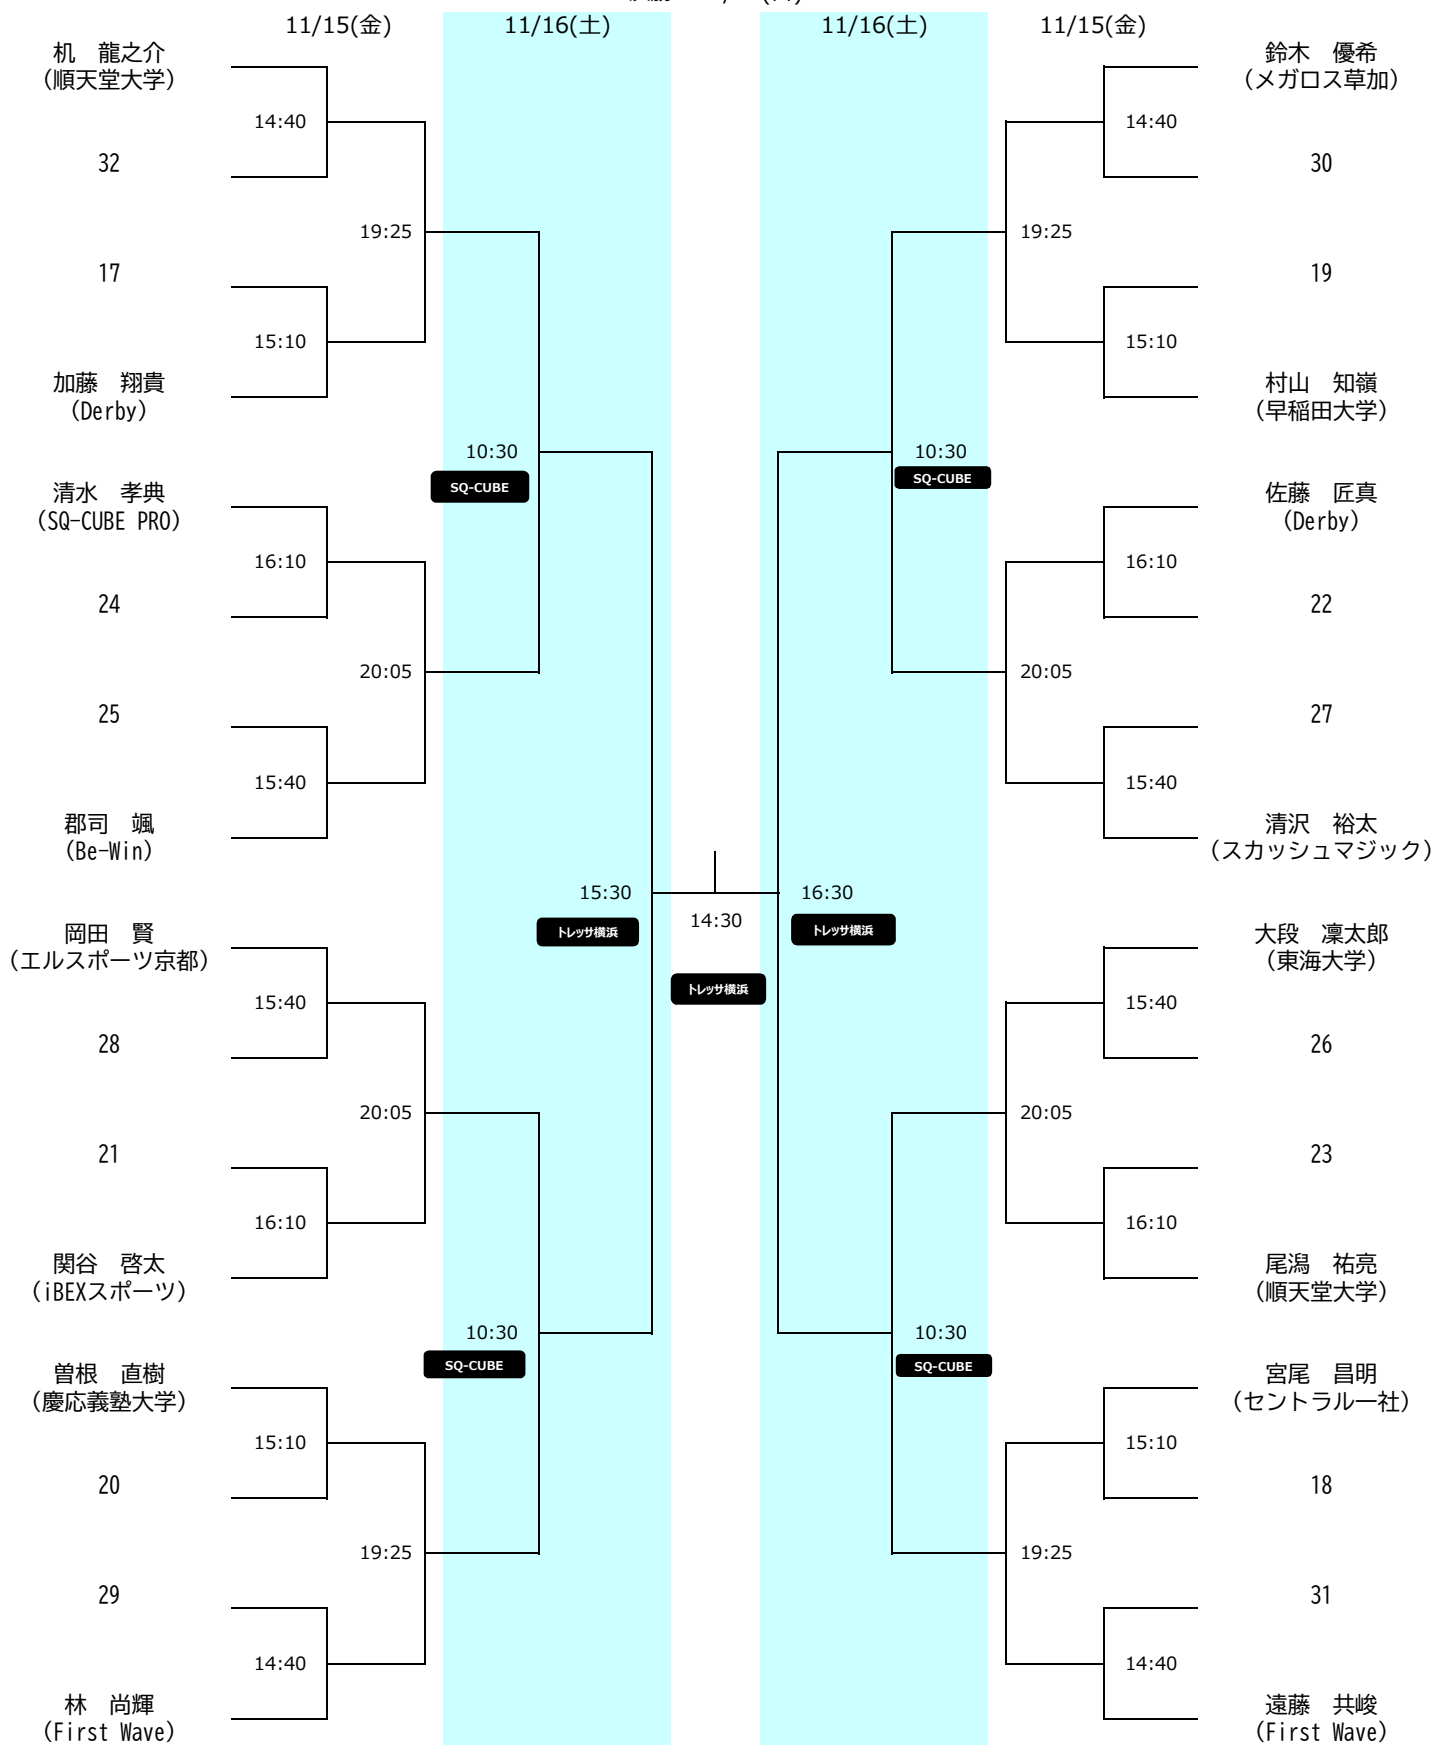 11/15(金) 11/16(土) 11/16(土) 11/15(金)
机　龍之介
(順天堂大学)
14:40
32
19:25
17
15:10
加藤　翔貴
(Derby)
10:30
SQ-CUBE
清水　孝典
(SQ-CUBE PRO)
16:10
24
20:05
25
15:40
郡司　颯
(Be-Win)
15:30
トレッサ横浜
岡田　賢
(エルスポーツ京都)
15:40
28
20:05
21
16:10
関谷　啓太
(iBEXスポーツ)
10:30
SQ-CUBE
曽根　直樹
(慶応義塾大学)
15:10
20
19:25
29
14:40
林　尚輝
(First Wave)
14:30
トレッサ横浜
鈴木　優希
(メガロス草加)
14:40
30
19:25
19
15:10
村山　知嶺
(早稲田大学)
10:30
SQ-CUBE
佐藤　匠真
(Derby)
16:10
22
20:05
27
15:40
清沢　裕太
(スカッシュマジック)
16:30
トレッサ横浜
大段　凜太郎
(東海大学)
15:40
26
20:05
23
16:10
尾潟　祐亮
(順天堂大学)
10:30
SQ-CUBE
宮尾　昌明
(セントラル一社)
15:10
18
19:25
31
14:40
遠藤　共峻
(First Wave)